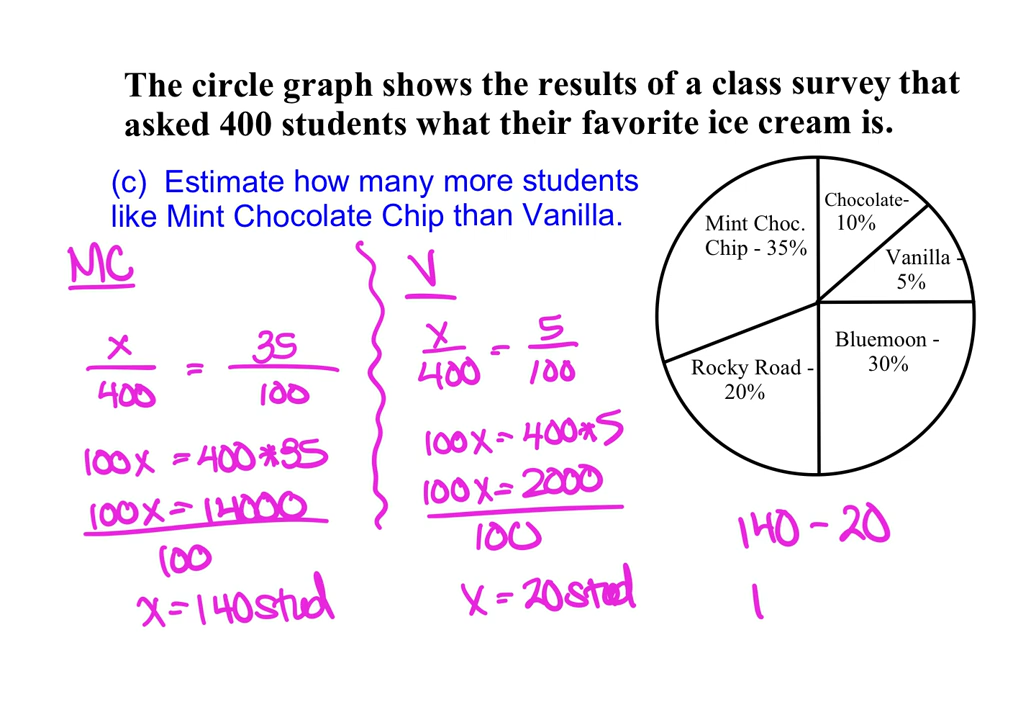 The circle graph shows the results of a class survey that
asked 400 students what their favorite ice cream is.
(c) Estimate how many more students
like Mint Chocolate Chip than Vanilla.
MC
x
400
=
35
100
100x = 400*35
100x = 14000
100
x = 140 stud
V
x
400
=
5
100
100x = 400*5
100x = 2000
100
x = 20 stud
Chocolate-
10%
Mint Choc.
Chip - 35%
Vanilla -
5%
Bluemoon -
30%
Rocky Road -
20%
140 - 20
1